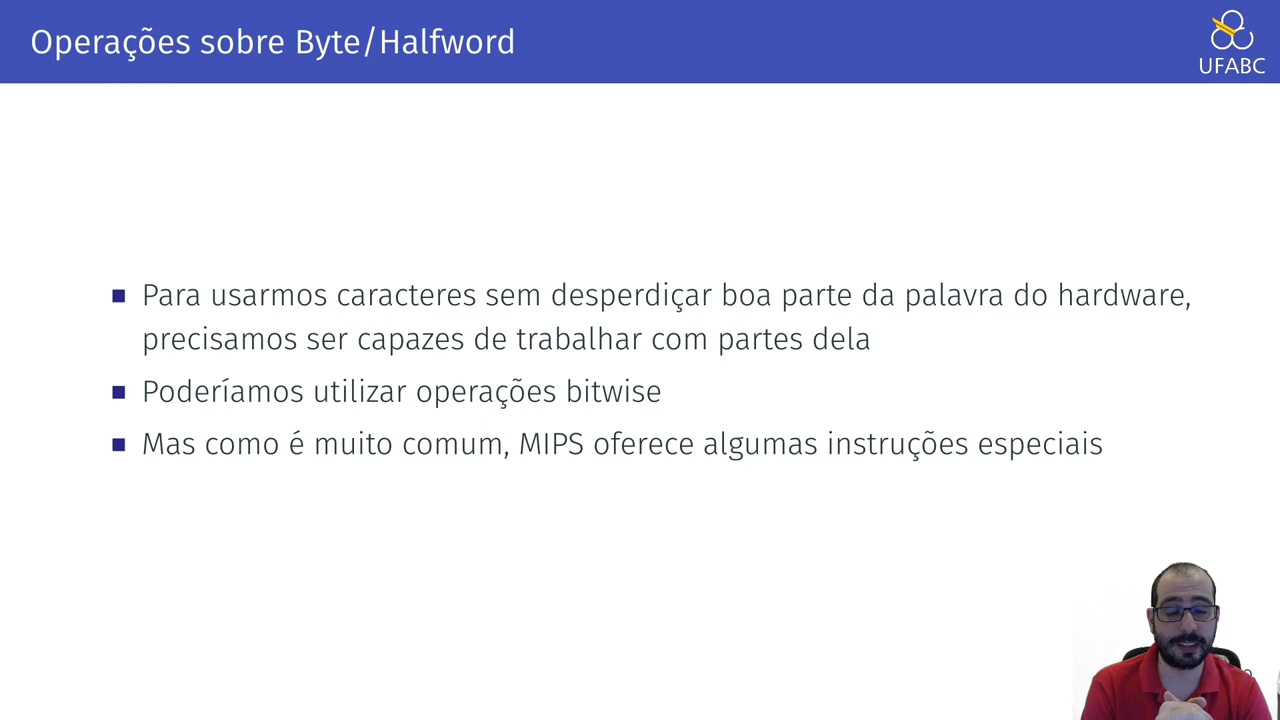 Operações sobre Byte/Halfword
UFABC
Para usarmos caracteres sem desperdiçar boa parte da palavra do hardware,
precisamos ser capazes de trabalhar com partes dela
Poderíamos utilizar operações bitwise
Mas como é muito comum, MIPS oferece algumas instruções especiais